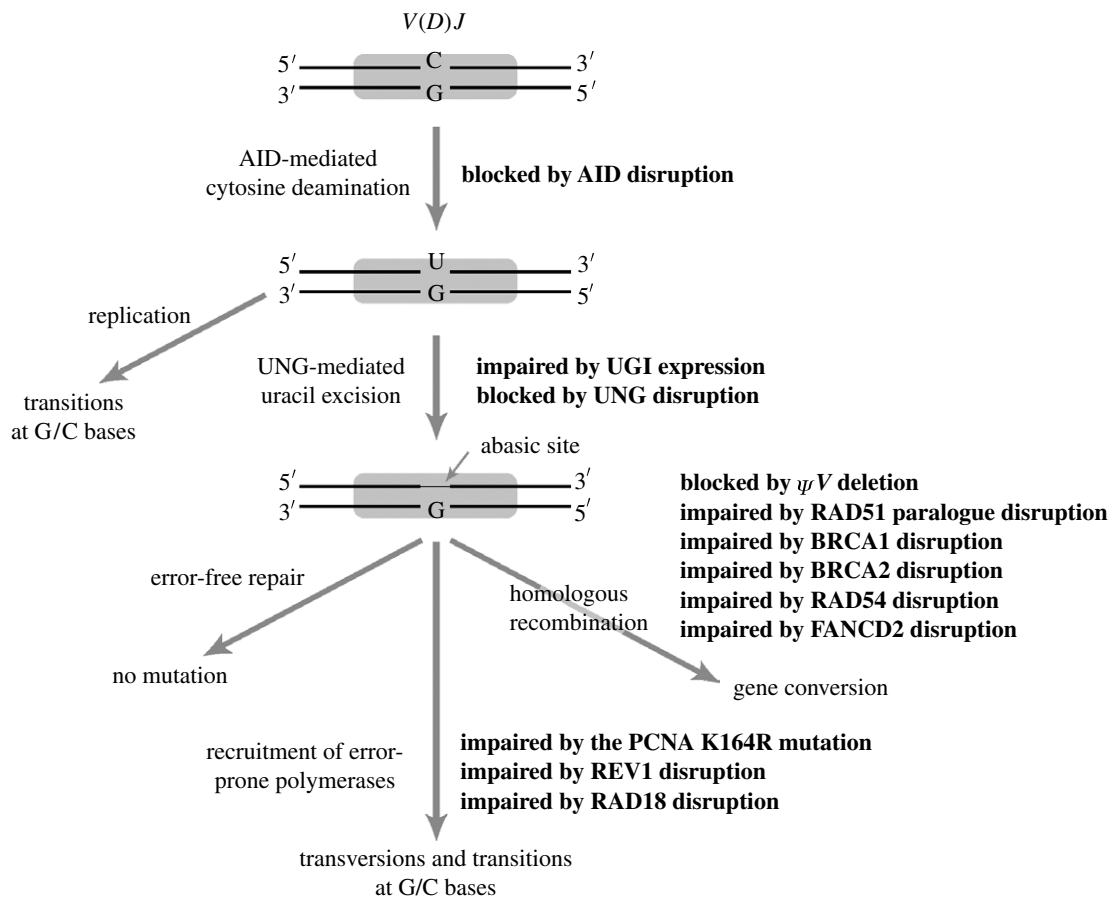 V(D)J
5′ C 3′
3′ G 5′
AID-mediated
cytosine deamination
blocked by AID disruption
5′ U 3′
3′ G 5′
replication
transitions
at G/C bases
UNG-mediated
uracil excision
impaired by UGI expression
blocked by UNG disruption
abasic site
5′ 3′
3′ G 5′
blocked by ψV deletion
impaired by RAD51 paralogue disruption
impaired by BRCA1 disruption
impaired by BRCA2 disruption
impaired by RAD54 disruption
impaired by FANCD2 disruption
error-free repair
homologous
recombination
no mutation
gene conversion
recruitment of error-
prone polymerases
impaired by the PCNA K164R mutation
impaired by REV1 disruption
impaired by RAD18 disruption
transversions and transitions
at G/C bases